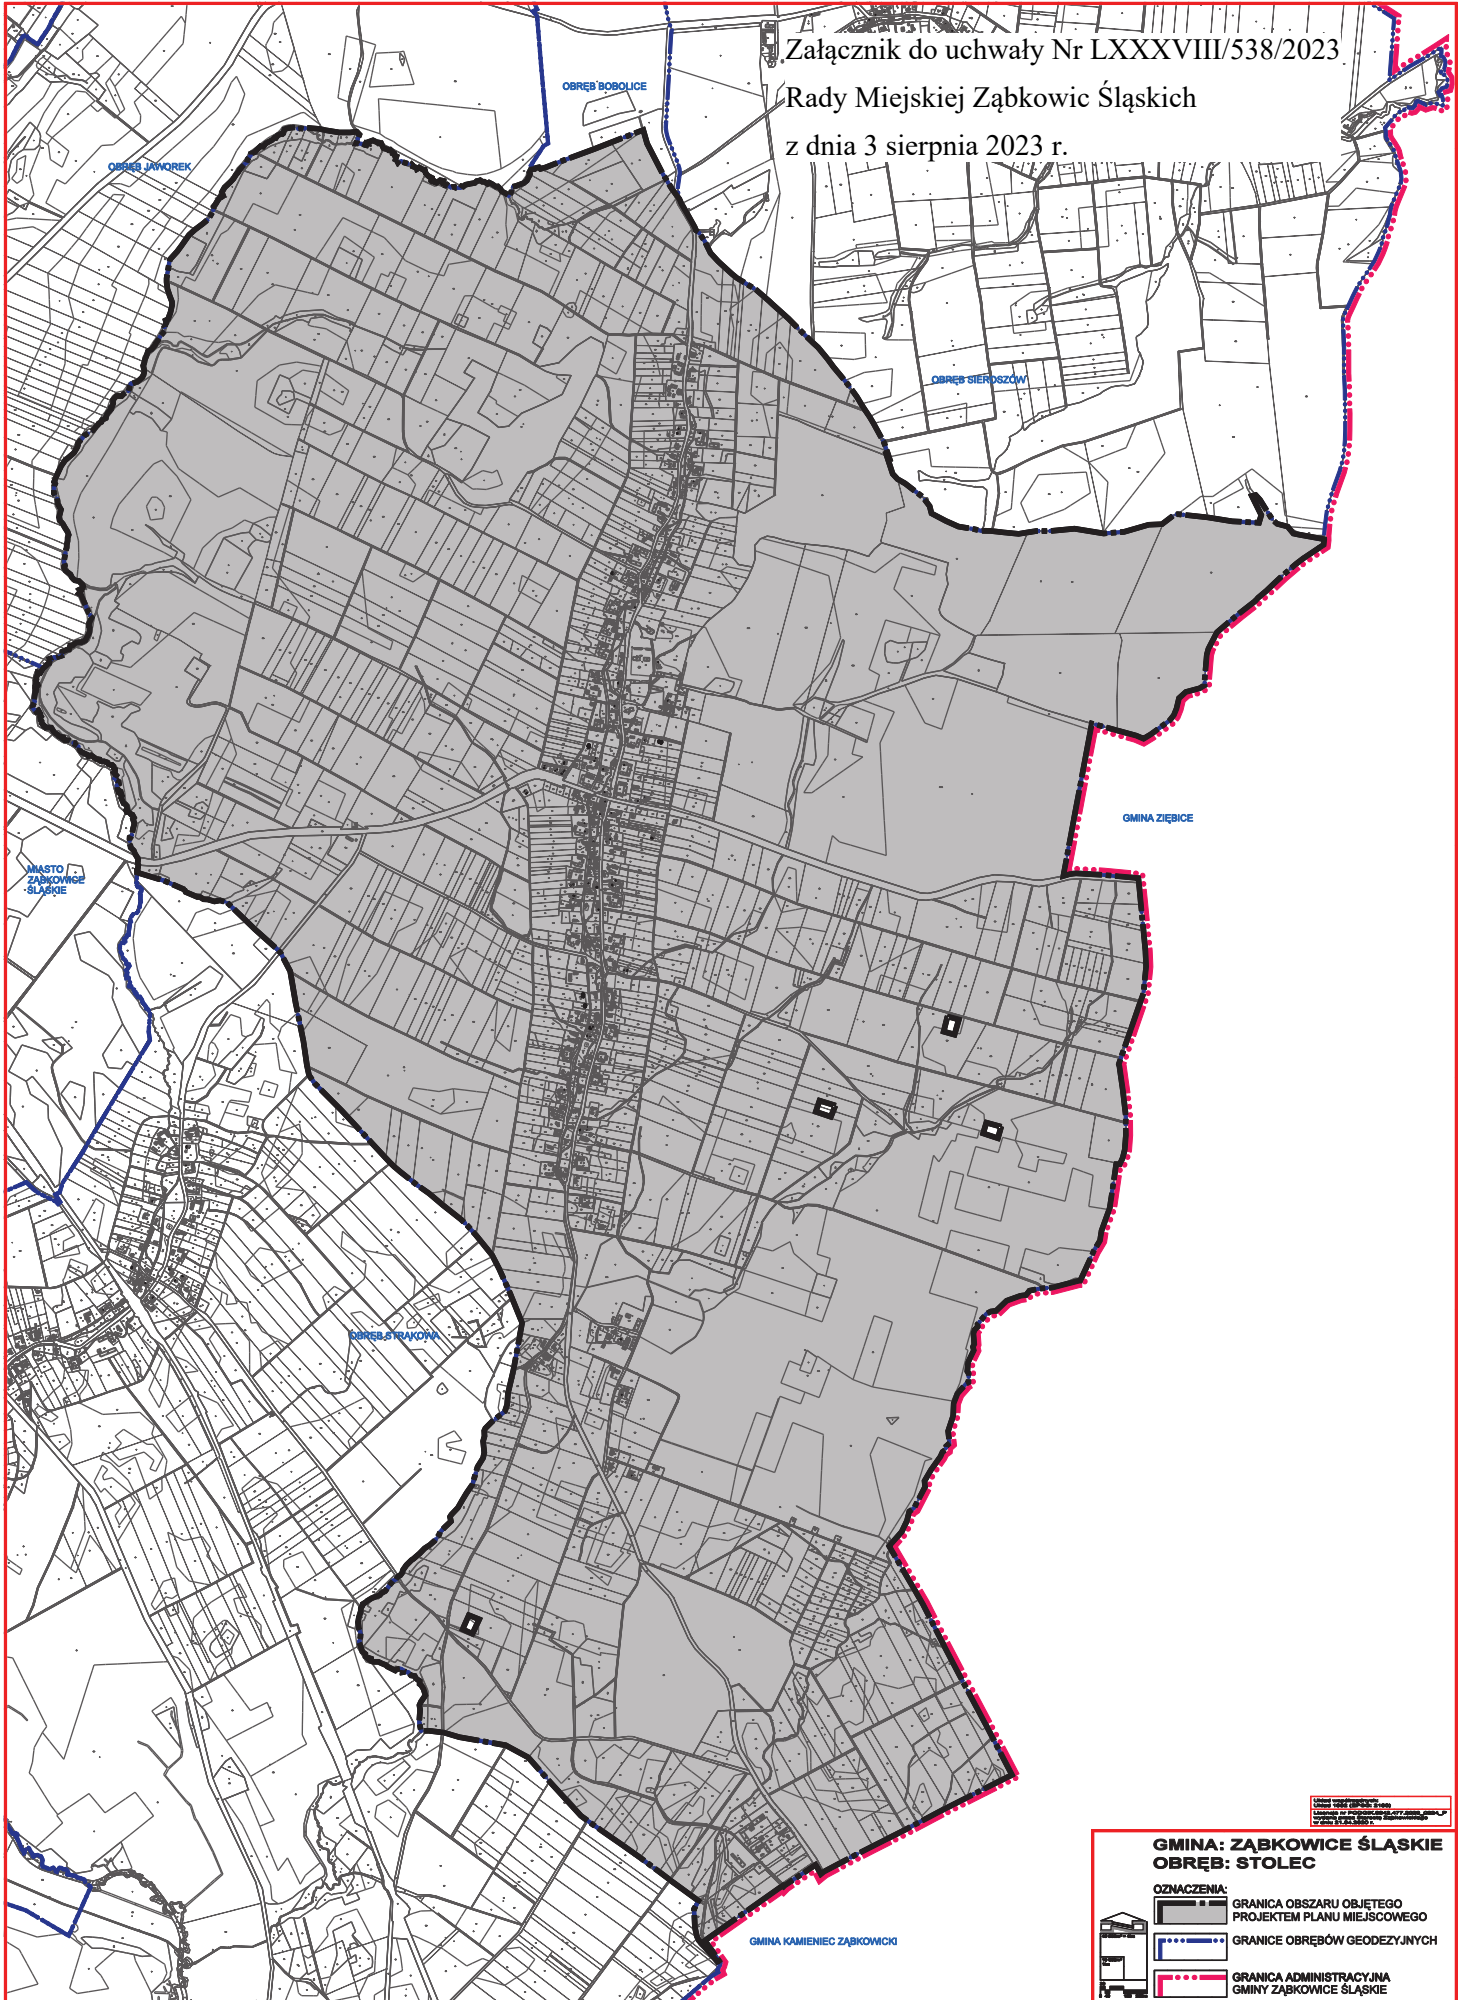 Załącznik do uchwały Nr LXXXVIII/538/2023
Rady Miejskiej Ząbkowic Śląskich
z dnia 3 sierpnia 2023 r.
OBRĘB BOBOLICE
OBRĘB JAWOREK
OBRĘB SIEROSZÓW
GMINA ZIĘBICE
MIASTO
ZĄBKOWICE
ŚLĄSKIE
OBRĘB STRĄKOWA
GMINA KAMIENIEC ZĄBKOWICKI
GMINA: ZĄBKOWICE ŚLĄSKIE
OBRĘB: STOLEC
OZNACZENIA:
GRANICA OBSZARU OBJĘTEGO
PROJEKTEM PLANU MIEJSCOWEGO
GRANICE OBRĘBÓW GEODEZYJNYCH
GRANICA ADMINISTRACYJNA
GMINY ZĄBKOWICE ŚLĄSKIE